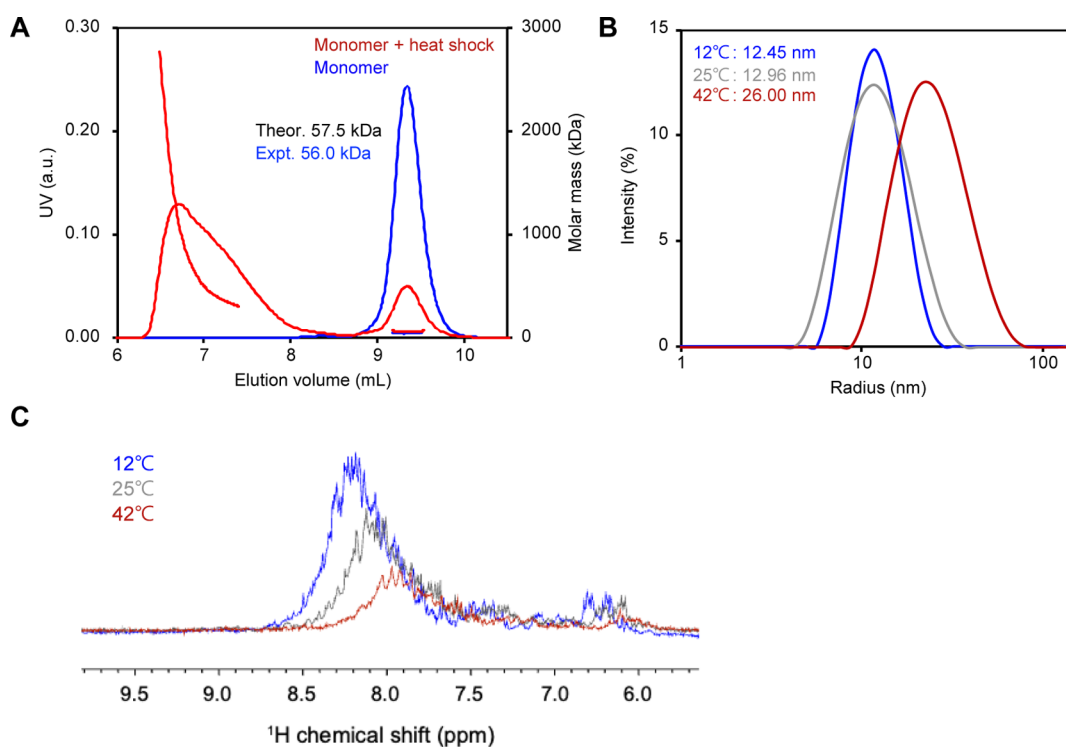 A
0.30
0.20
0.10
0.00
UV (a.u.)
Monomer + heat shock
Monomer
Theor. 57.5 kDa
Expt. 56.0 kDa
3000
2000
1000
0
Molar mass (kDa)
6 7 8 9 10
Elution volume (mL)
B
15
10
5
0
Intensity (%)
12℃: 12.45 nm
25℃: 12.96 nm
42℃: 26.00 nm
1 10 100
Radius (nm)
C
12℃
25℃
42℃
9.5 9.0 8.5 8.0 7.5 7.0 6.0
¹H chemical shift (ppm)